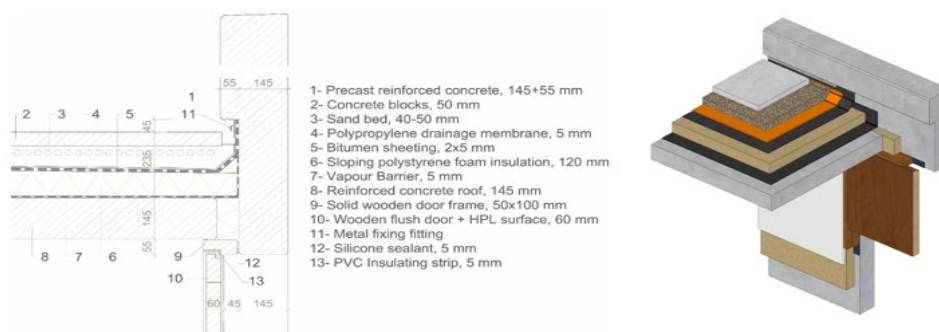 55 145
1
11
2 3 4 5
45
235
145
55
8 7 6
9
10
12
13
60 45 145
1- Precast reinforced concrete, 145+55 mm
2- Concrete blocks, 50 mm
3- Sand bed, 40-50 mm
4- Polypropylene drainage membrane, 5 mm
5- Bitumen sheeting, 2x5 mm
6- Sloping polystyrene foam insulation, 120 mm
7- Vapour Barrier, 5 mm
8- Reinforced concrete roof, 145 mm
9- Solid wooden door frame, 50x100 mm
10- Wooden flush door + HPL surface, 60 mm
11- Metal fixing fitting
12- Silicone sealant, 5 mm
13- PVC Insulating strip, 5 mm